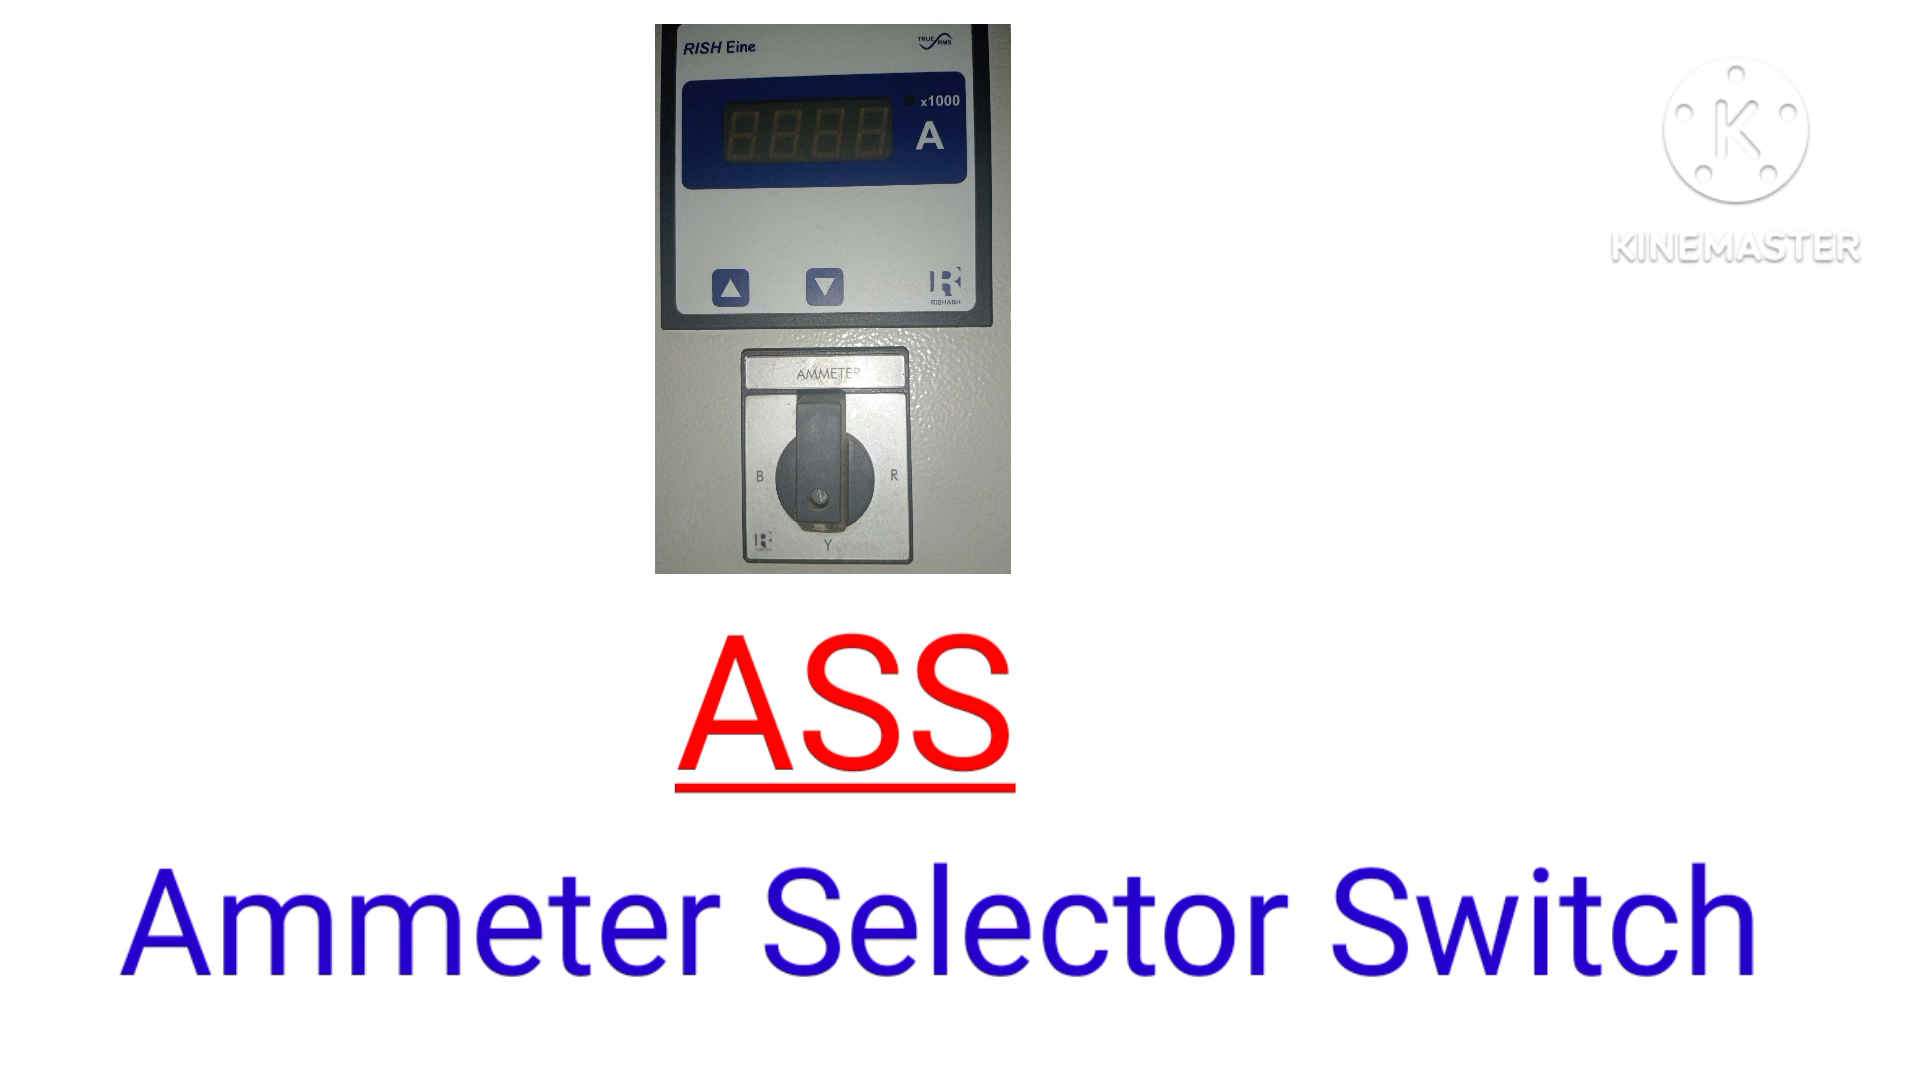 RISH Eine
TRUE RMS
x1000
A
RISHABH
AMMETER
B
R
Y
K
KINEMASTER
ASS
Ammeter Selector Switch